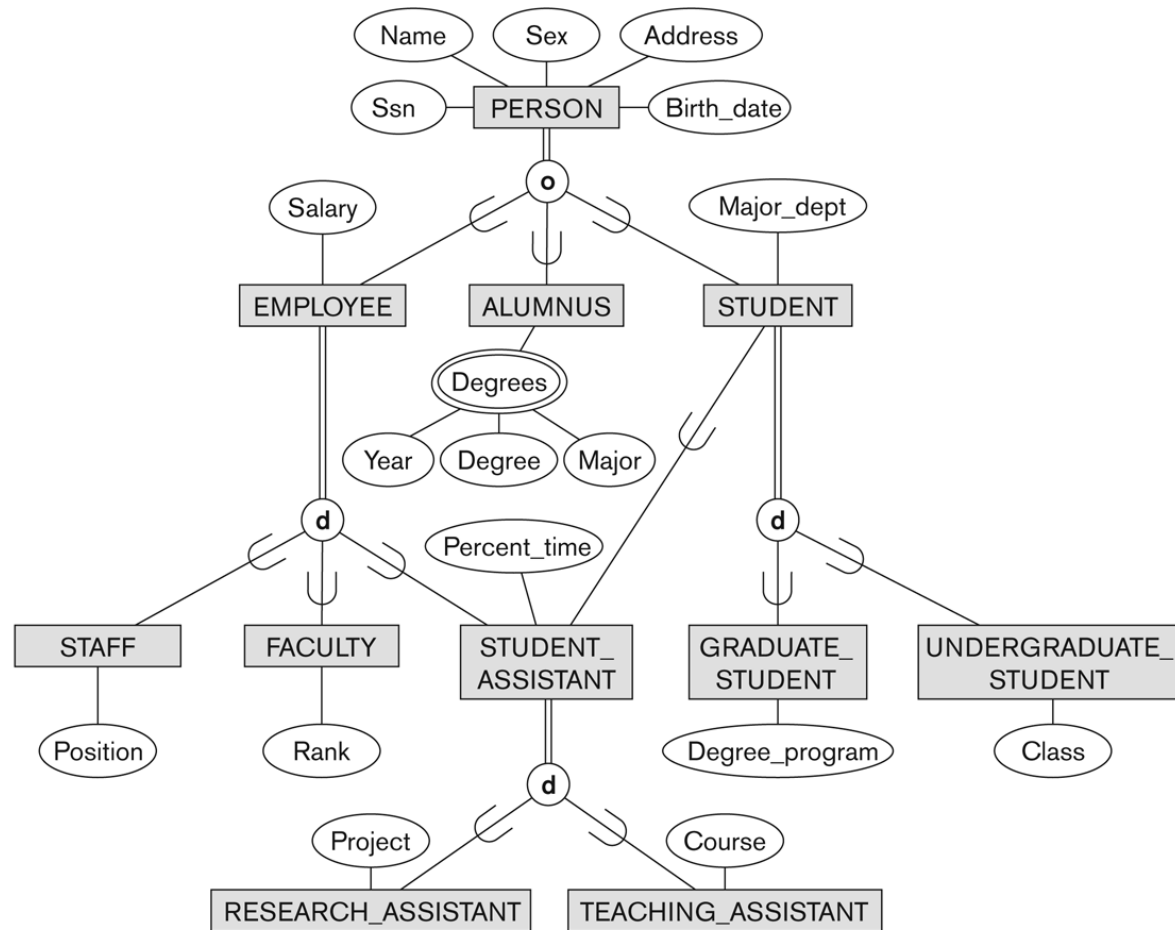 Name
Sex
Address
Ssn
PERSON
Birth_date
o
Salary
Major_dept
EMPLOYEE
ALUMNUS
STUDENT
Degrees
Year
Degree
Major
d
d
Percent_time
STAFF
FACULTY
STUDENT_
ASSISTANT
GRADUATE_
STUDENT
UNDERGRADUATE_
STUDENT
Position
Rank
Degree_program
Class
d
Project
Course
RESEARCH_ASSISTANT
TEACHING_ASSISTANT